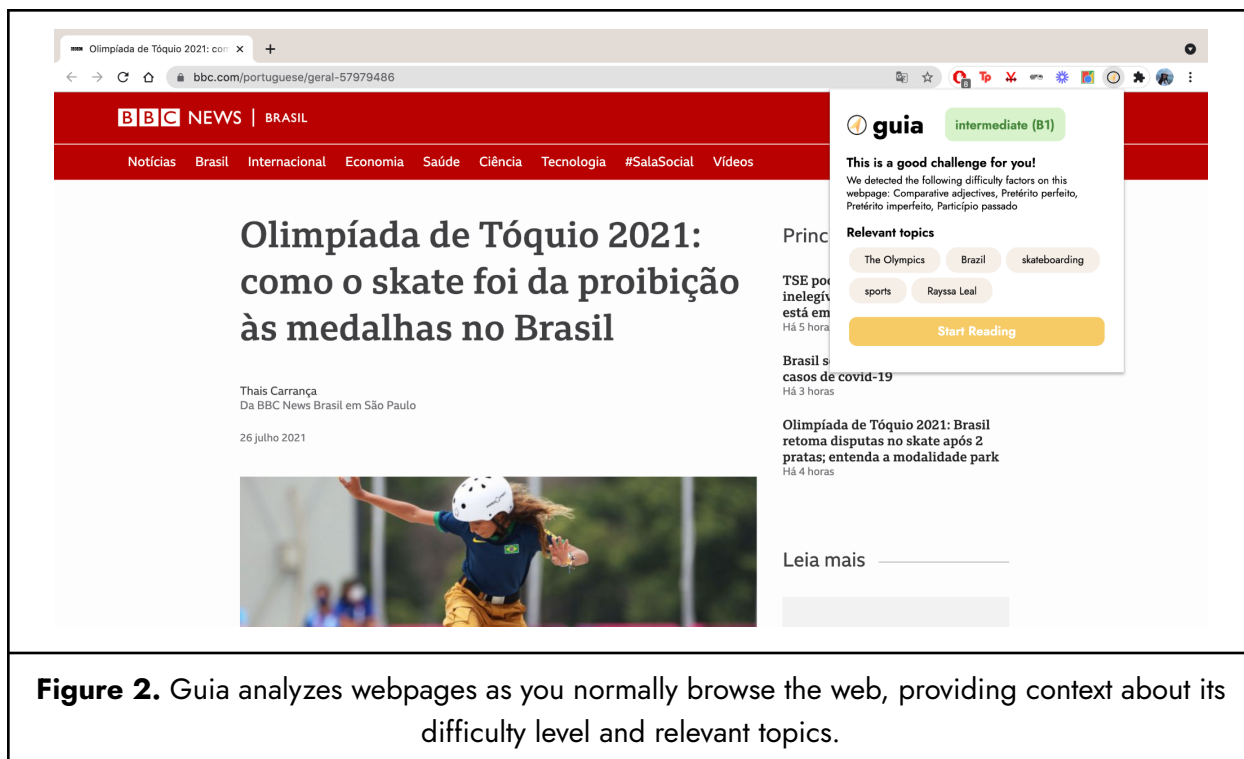 Olimpíada de Tóquio 2021: com
bbc.com/portuguese/geral-57979486
BBC NEWS | BRASIL
Notícias Brasil Internacional Economia Saúde Ciência Tecnologia #SalaSocial Vídeos
guia intermediate (B1)
This is a good challenge for you!
We detected the following difficulty factors on this
webpage: Comparative adjectives, Pretérito perfeito,
Pretérito imperfeito, Particípio passado
Relevant topics
The Olympics Brazil skateboarding
sports Rayssa Leal
Start Reading
Olimpíada de Tóquio 2021:
como o skate foi da proibição
às medalhas no Brasil
Thais Carrança
Da BBC News Brasil em São Paulo
26 julho 2021
Princ
TSE po
inelegív
está em
Há 5 hora
Brasil s
casos de covid-19
Há 3 horas
Olimpíada de Tóquio 2021: Brasil
retoma disputas no skate após 2
pratas; entenda a modalidade park
Há 4 horas
Leia mais
Figure 2. Guia analyzes webpages as you normally browse the web, providing context about its
difficulty level and relevant topics.